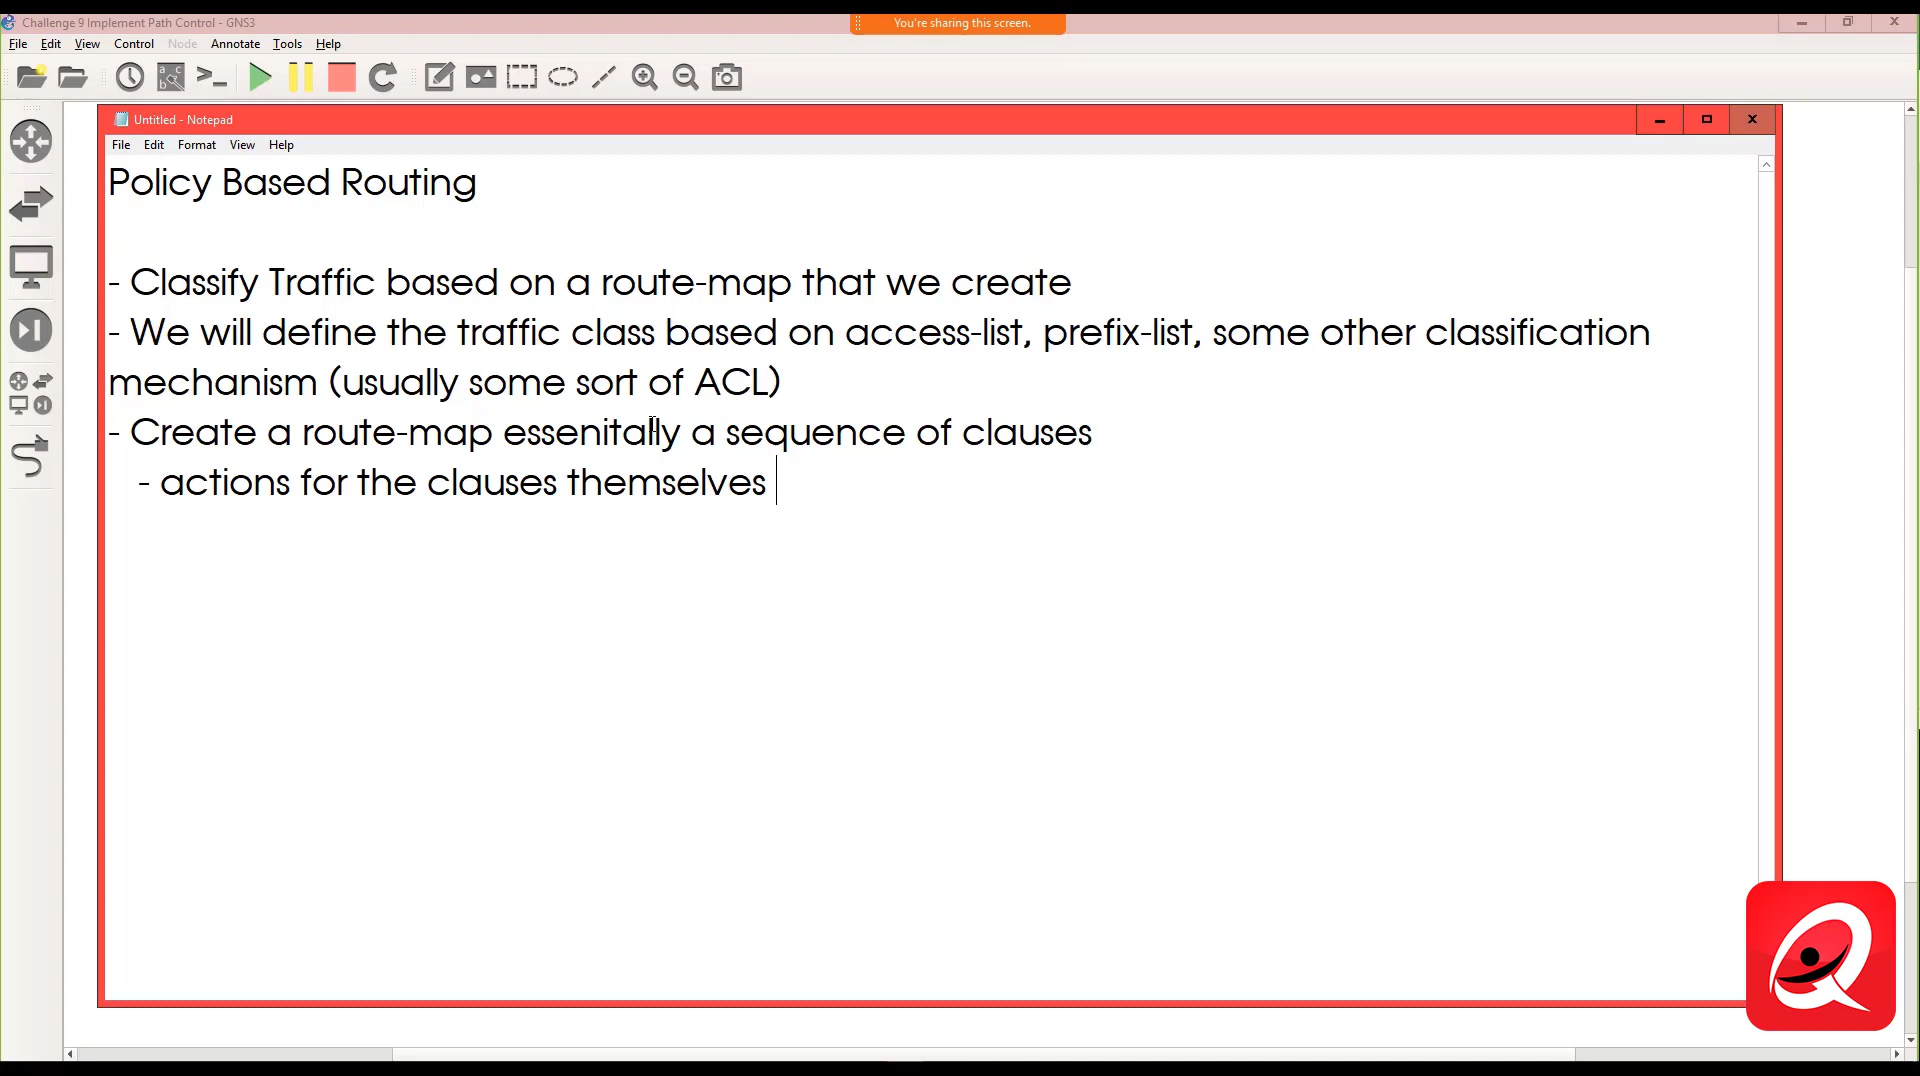 Challenge 9 Implement Path Control - GNS3
You're sharing this screen.
File Edit View Control Node Annotate Tools Help
Untitled - Notepad
File Edit Format View Help
Policy Based Routing
- Classify Traffic based on a route-map that we create
- We will define the traffic class based on access-list, prefix-list, some other classification
mechanism (usually some sort of ACL)
- Create a route-map essenitally a sequence of clauses
- actions for the clauses themselves